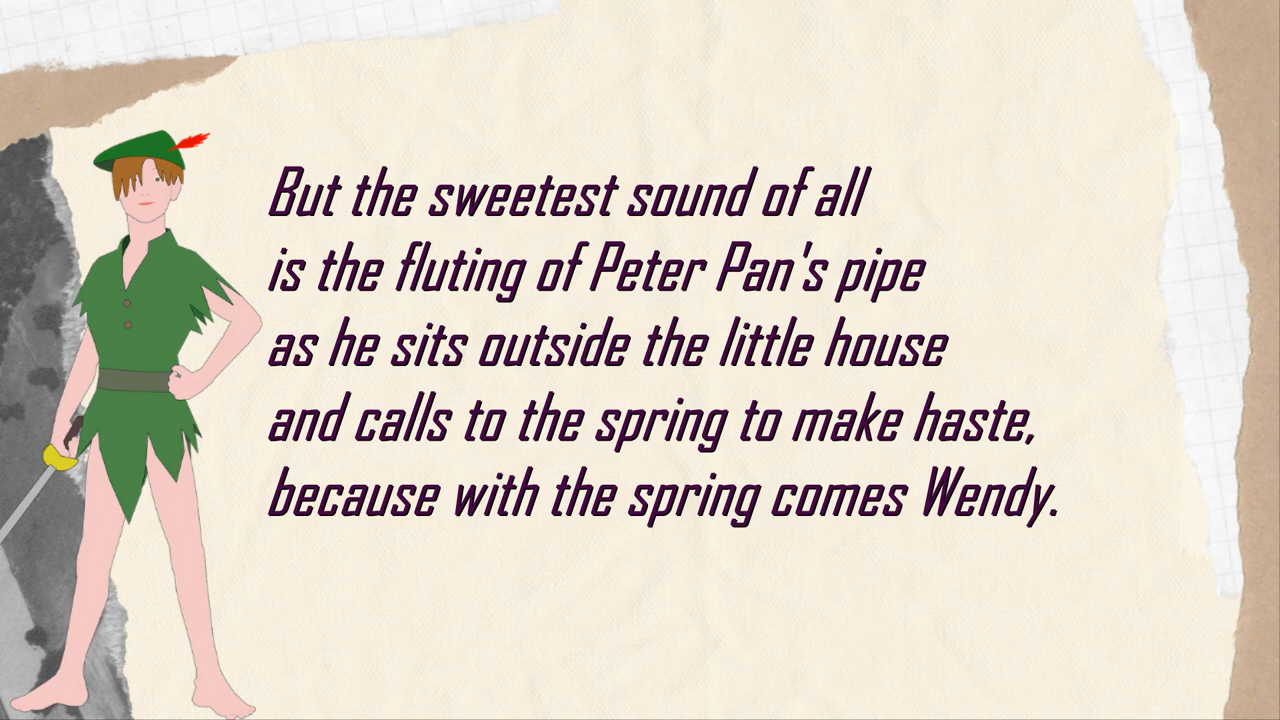 But the sweetest sound of all
is the fluting of Peter Pan's pipe
as he sits outside the little house
and calls to the spring to make haste,
because with the spring comes Wendy.